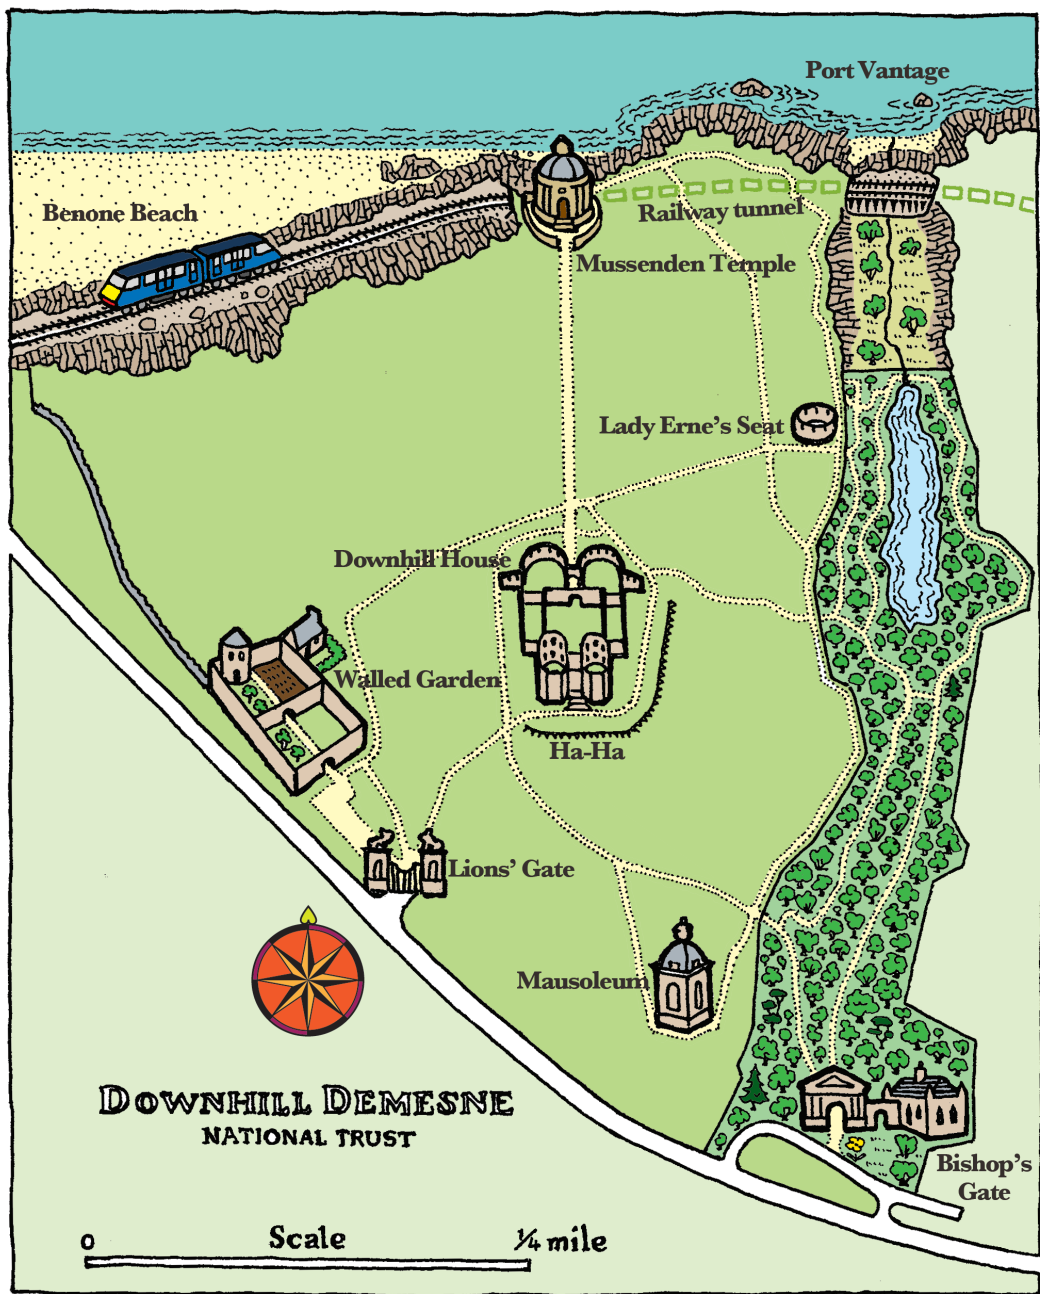 Port Vantage
Benone Beach
Railway tunnel
Mussenden Temple
Lady Erne's Seat
Downhill House
Walled Garden
Ha-Ha
Lions' Gate
Mausoleum
DOWNHILL DEMESNE
NATIONAL TRUST
Bishop's
Gate
0 Scale ¼ mile